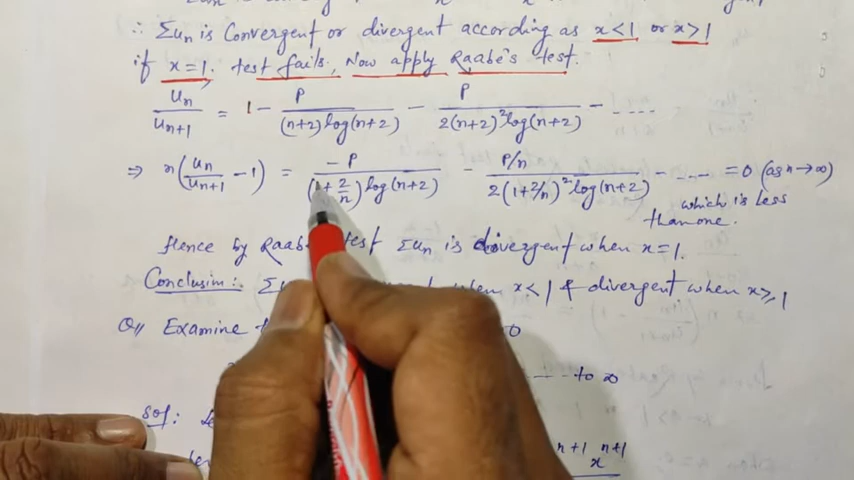 ∴ Σun is Convergent or divergent according as x<1 or x>1
if x=1. test fails, Now apply Raabe's test.
un/un+1 = 1 - P/((n+2)log(n+2)) - P/(2(n+2)²log(n+2)) - ....
⇒ n(un/un+1 - 1) = -P/((1+2/n)log(n+2)) - P/n/(2(1+2/n)²log(n+2)) - .... = 0 (as n→∞)
which is less
than one.
Hence by Raab test Σun is divergent when x=1.
Conclusion:- when x<1 & divergent when x≥1
Q// Examine
---- to ∞
Sol:
n+1 x n+1